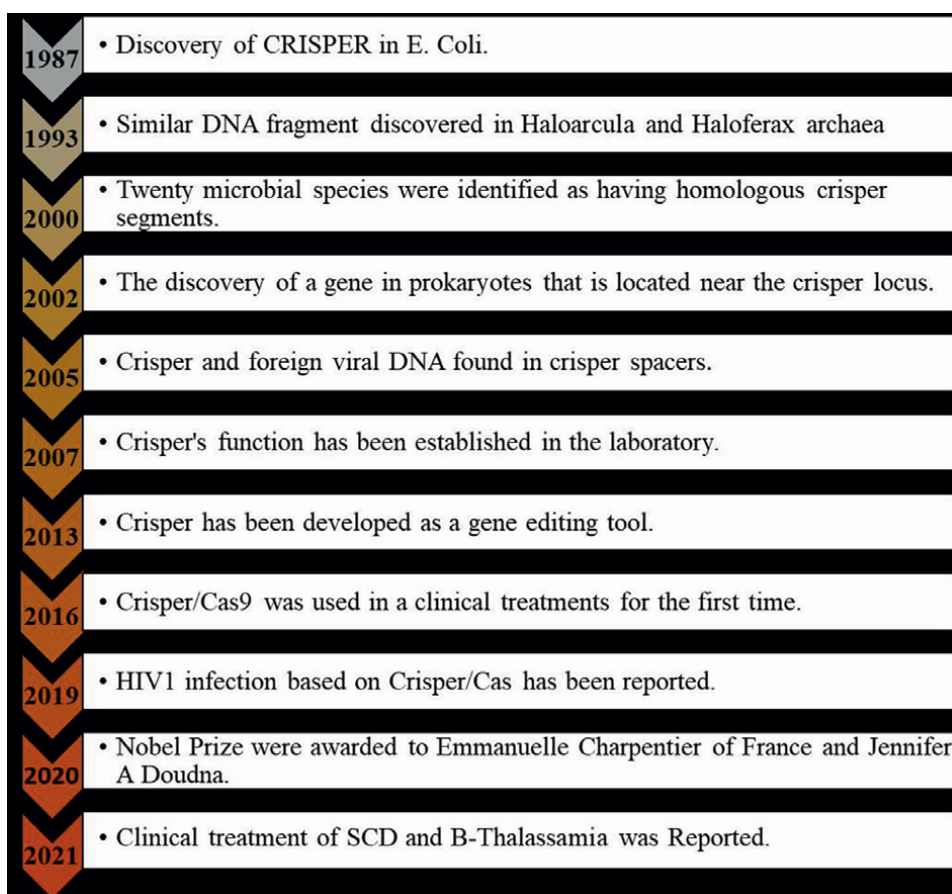 1987
• Discovery of CRISPER in E. Coli.
1993
• Similar DNA fragment discovered in Haloarcula and Haloferax archaea
2000
• Twenty microbial species were identified as having homologous crisper
segments.
2002
• The discovery of a gene in prokaryotes that is located near the crisper locus.
2005
• Crisper and foreign viral DNA found in crisper spacers.
2007
• Crisper's function has been established in the laboratory.
2013
• Crisper has been developed as a gene editing tool.
2016
• Crisper/Cas9 was used in a clinical treatments for the first time.
2019
• HIV1 infection based on Crisper/Cas has been reported.
2020
• Nobel Prize were awarded to Emmanuelle Charpentier of France and Jennifer
A Doudna.
2021
• Clinical treatment of SCD and B-Thalassamia was Reported.